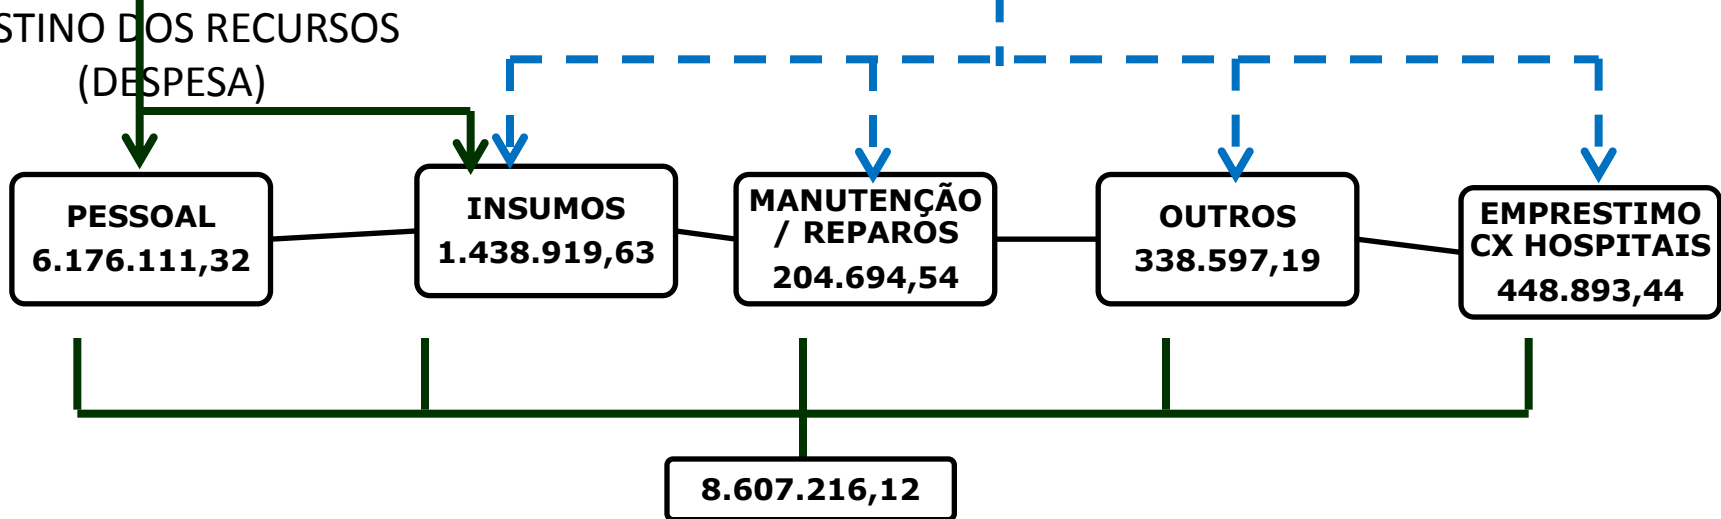 STINO DOS RECURSOS
(DESPESA)
PESSOAL
6.176.111,32
INSUMOS
1.438.919,63
MANUTENÇÃO
/ REPAROS
204.694,54
OUTROS
338.597,19
EMPRESTIMO
CX HOSPITAIS
448.893,44
8.607.216,12